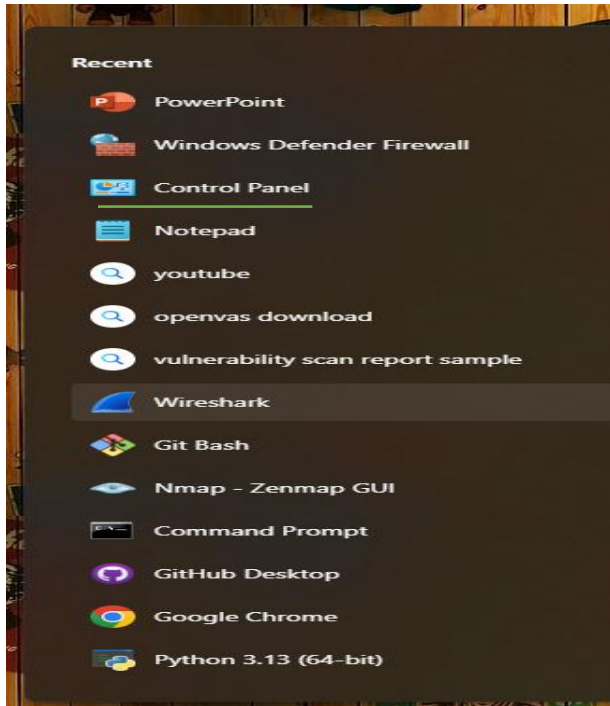 Recent
PowerPoint
Windows Defender Firewall
Control Panel
Notepad
youtube
openvas download
vulnerability scan report sample
Wireshark
Git Bash
Nmap - Zenmap GUI
Command Prompt
GitHub Desktop
Google Chrome
Python 3.13 (64-bit)